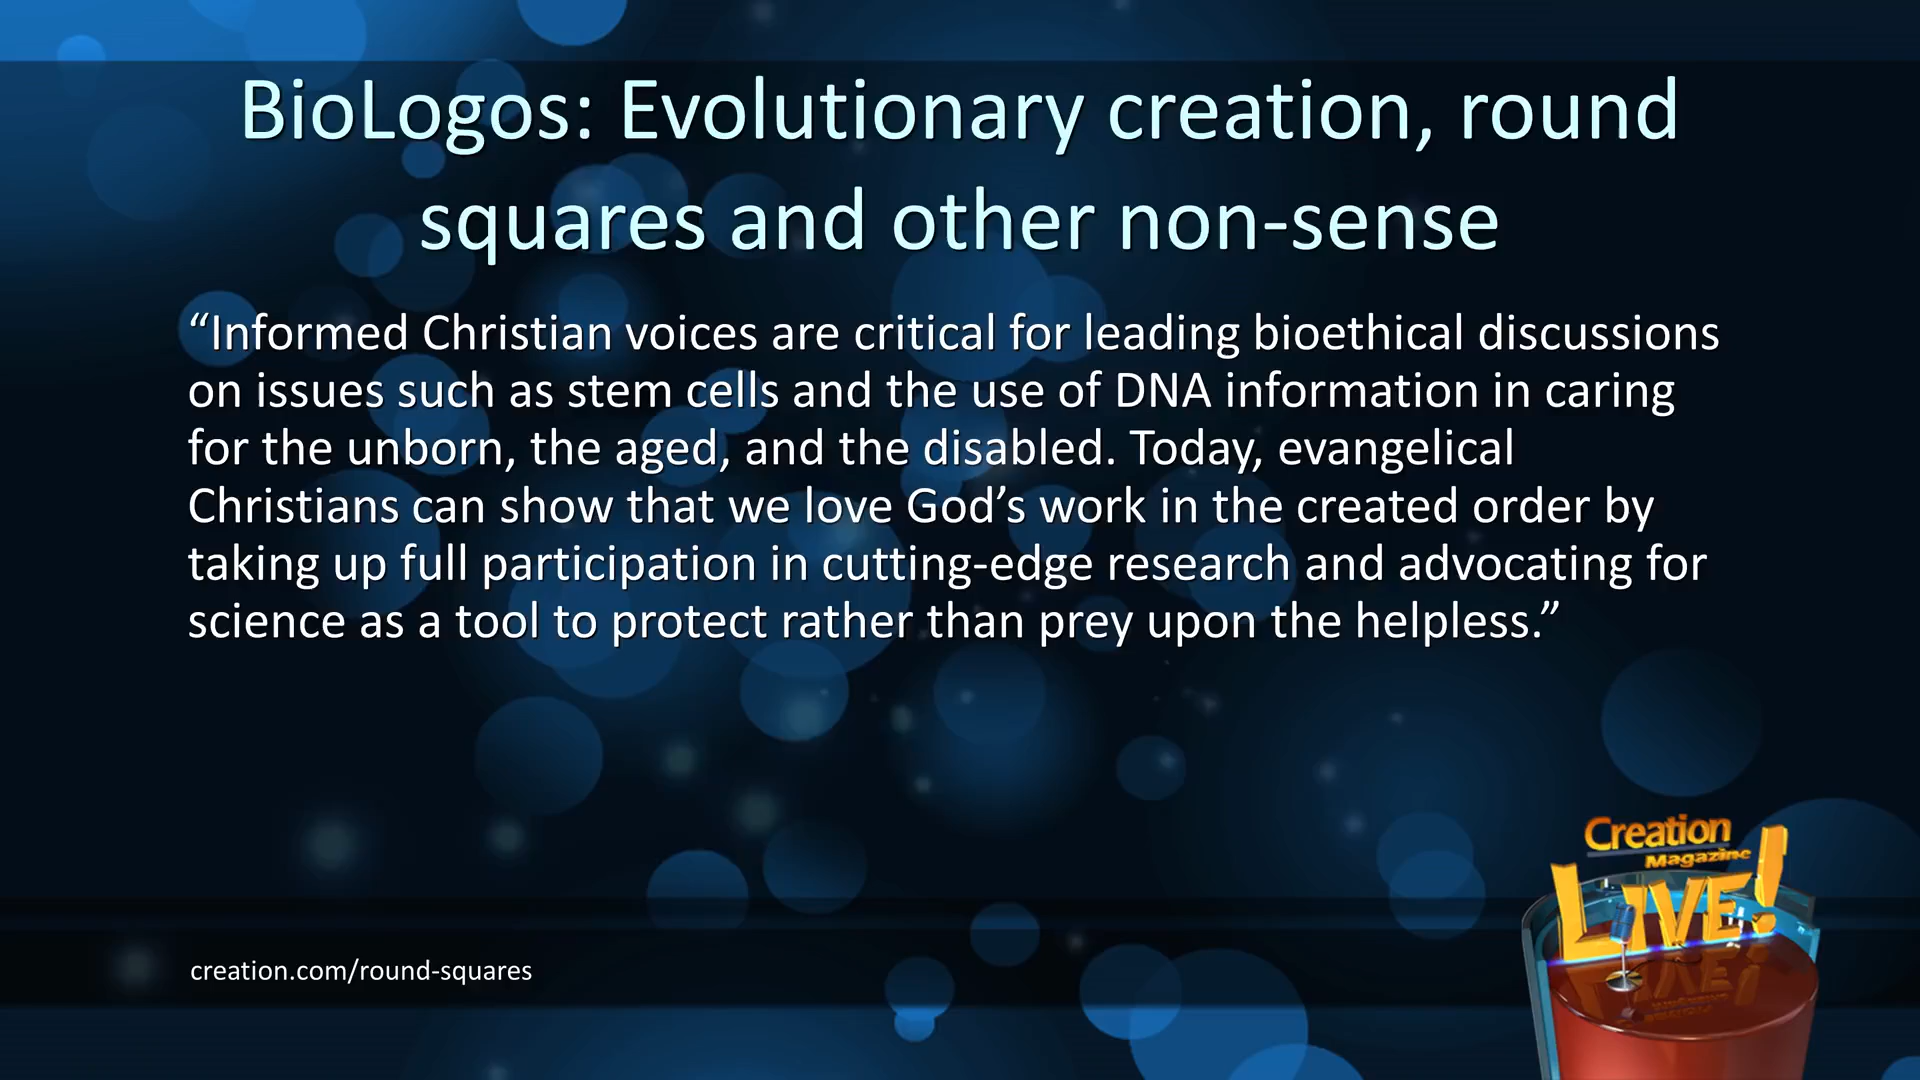 BioLogos: Evolutionary creation, round
squares and other non-sense
“Informed Christian voices are critical for leading bioethical discussions
on issues such as stem cells and the use of DNA information in caring
for the unborn, the aged, and the disabled. Today, evangelical
Christians can show that we love God’s work in the created order by
taking up full participation in cutting-edge research and advocating for
science as a tool to protect rather than prey upon the helpless.”
Creation
Magazine
LIVE!
creation.com/round-squares